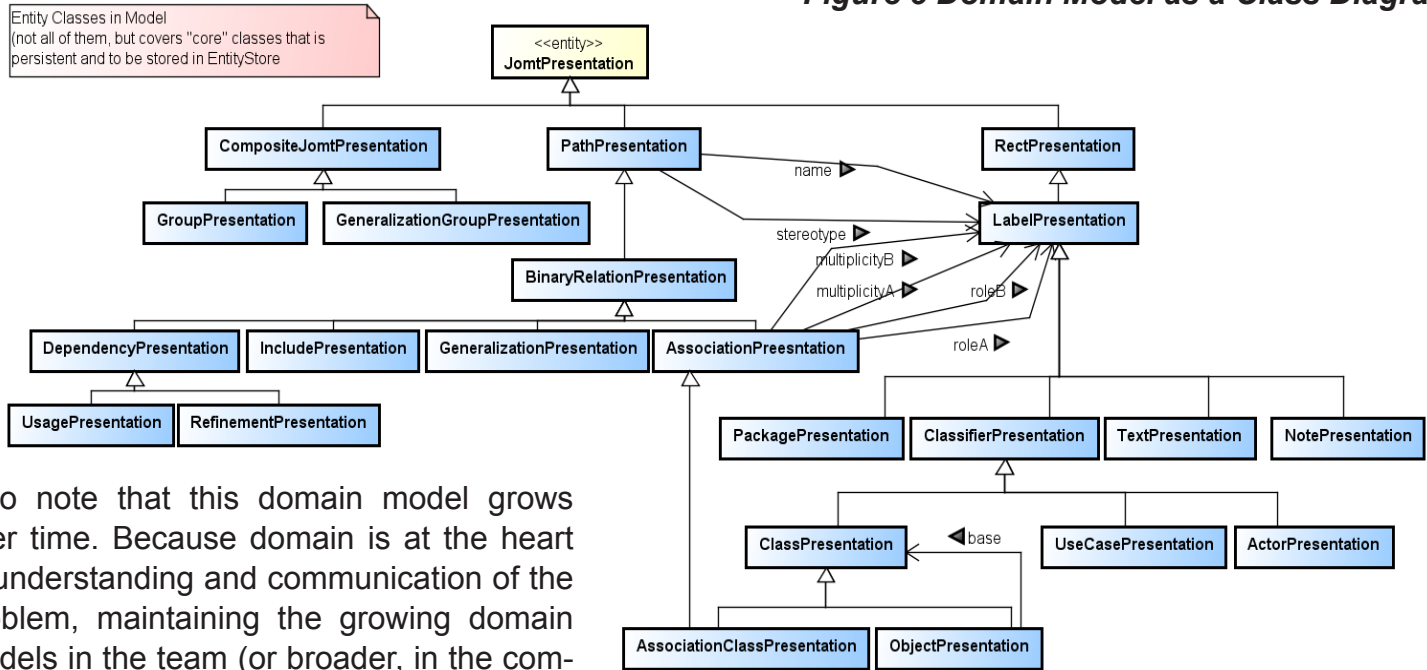 Figure 6 Domain Model as a Class Diagra
Entity Classes in Model
(not all of them, but covers "core" classes that is
persistent and to be stored in EntityStore
<<entity>>
JomtPresentation
CompositeJomtPresentation
PathPresentation
RectPresentation
name
GroupPresentation
GeneralizationGroupPresentation
LabelPresentation
stereotype
multiplicityB
BinaryRelationPresentation
multiplicityA
roleB
DependencyPresentation
IncludePresentation
GeneralizationPresentation
AssociationPreesntation
roleA
UsagePresentation
RefinementPresentation
PackagePresentation
ClassifierPresentation
TextPresentation
NotePresentation
o note that this domain model grows
er time. Because domain is at the heart
understanding and communication of the
oblem, maintaining the growing domain
dels in the team (or broader, in the com-
ClassPresentation
base
UseCasePresentation
ActorPresentation
AssociationClassPresentation
ObjectPresentation